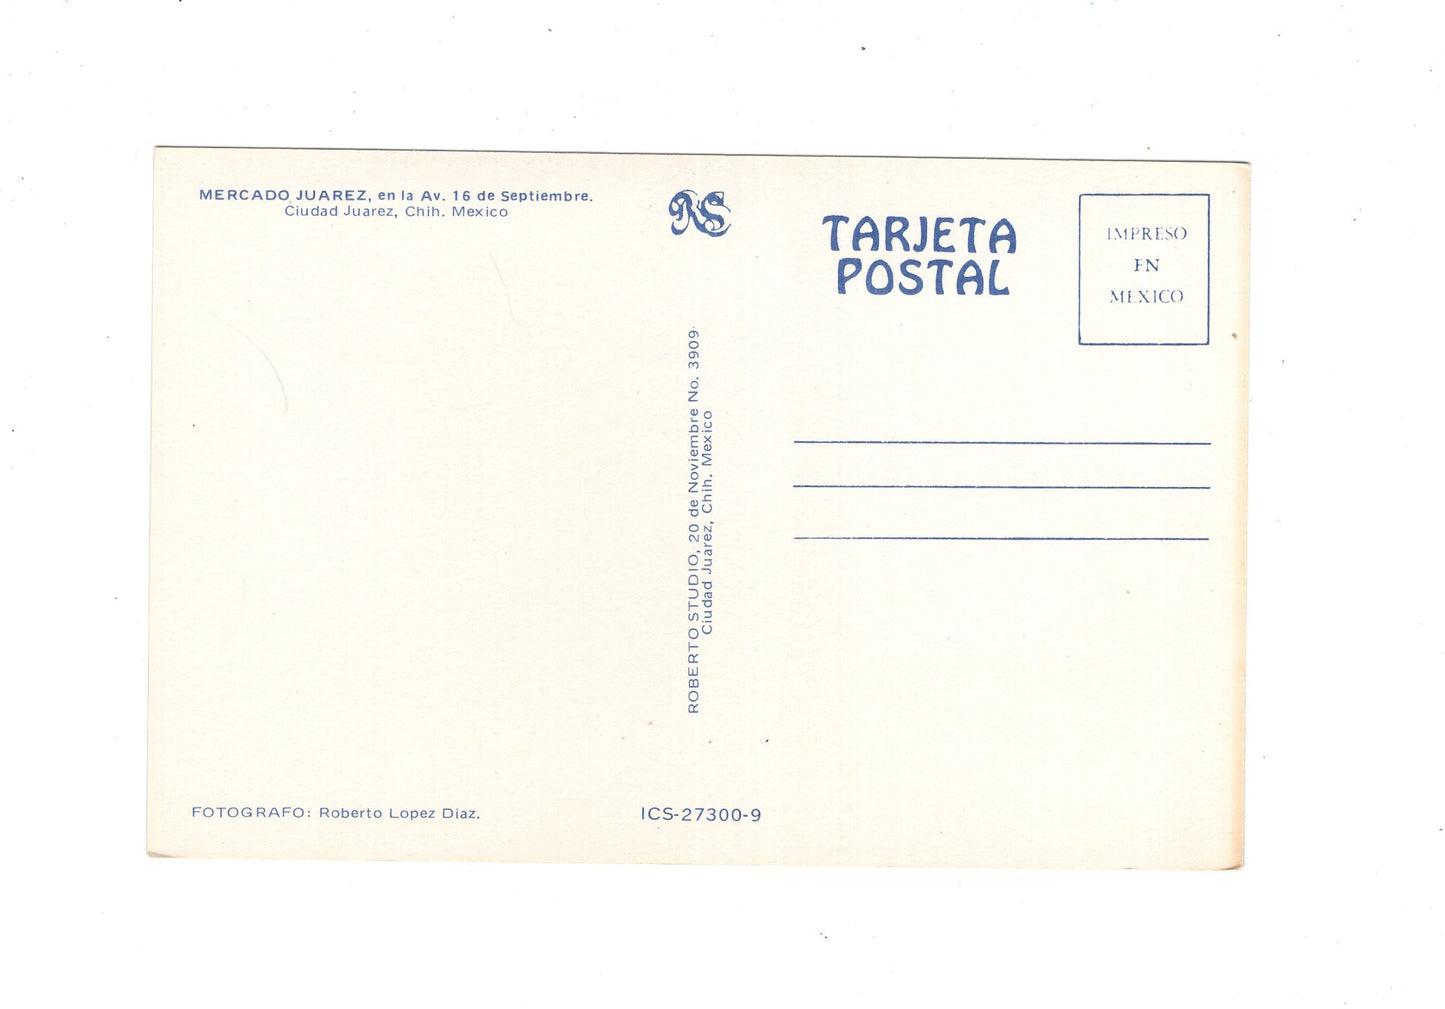 MERCADO JUAREZ, en la Av. 16 de Septiembre.
Ciudad Juarez, Chih. Mexico
RS
TARJETA
POSTAL
IMPRESO
EN
MEXICO
ROBERTO STUDIO, 20 de Noviembre No. 3909
Ciudad Juarez, Chih. Mexico
FOTOGRAFO: Roberto Lopez Diaz.
ICS-27300-9